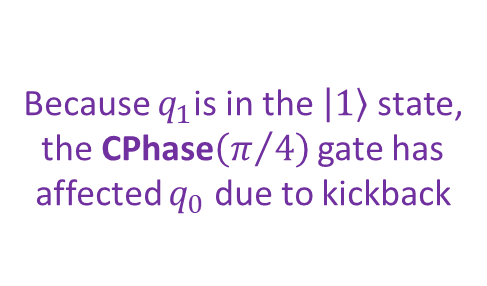 Because q₁ is in the |1⟩ state,
the CPhase(π/4) gate has
affected q₀ due to kickback